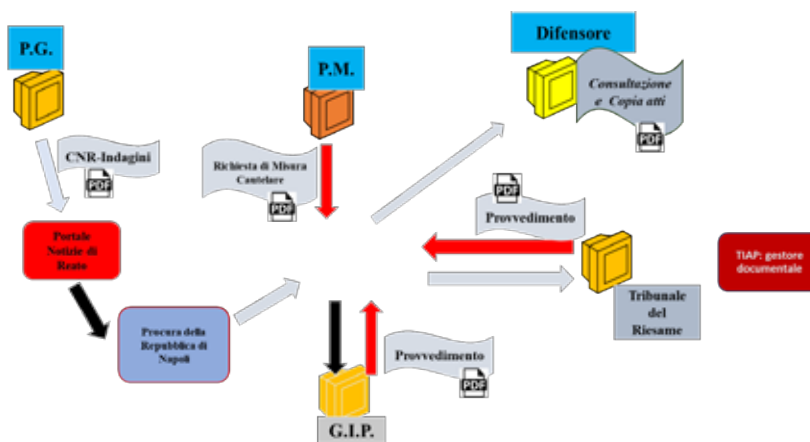 P.G.
CNR-Indagini
PDF
Portale
Notizie di
Reato
Procura della
Repubblica di
Napoli
P.M.
Richiesta di Misura
Cautelare
PDF
Difensore
Consultazione
e Copia atti
PDF
PDF
Provvedimento
Tribunale
del
Riesame
TIAP: gestore
documentale
Provvedimento
PDF
G.I.P.